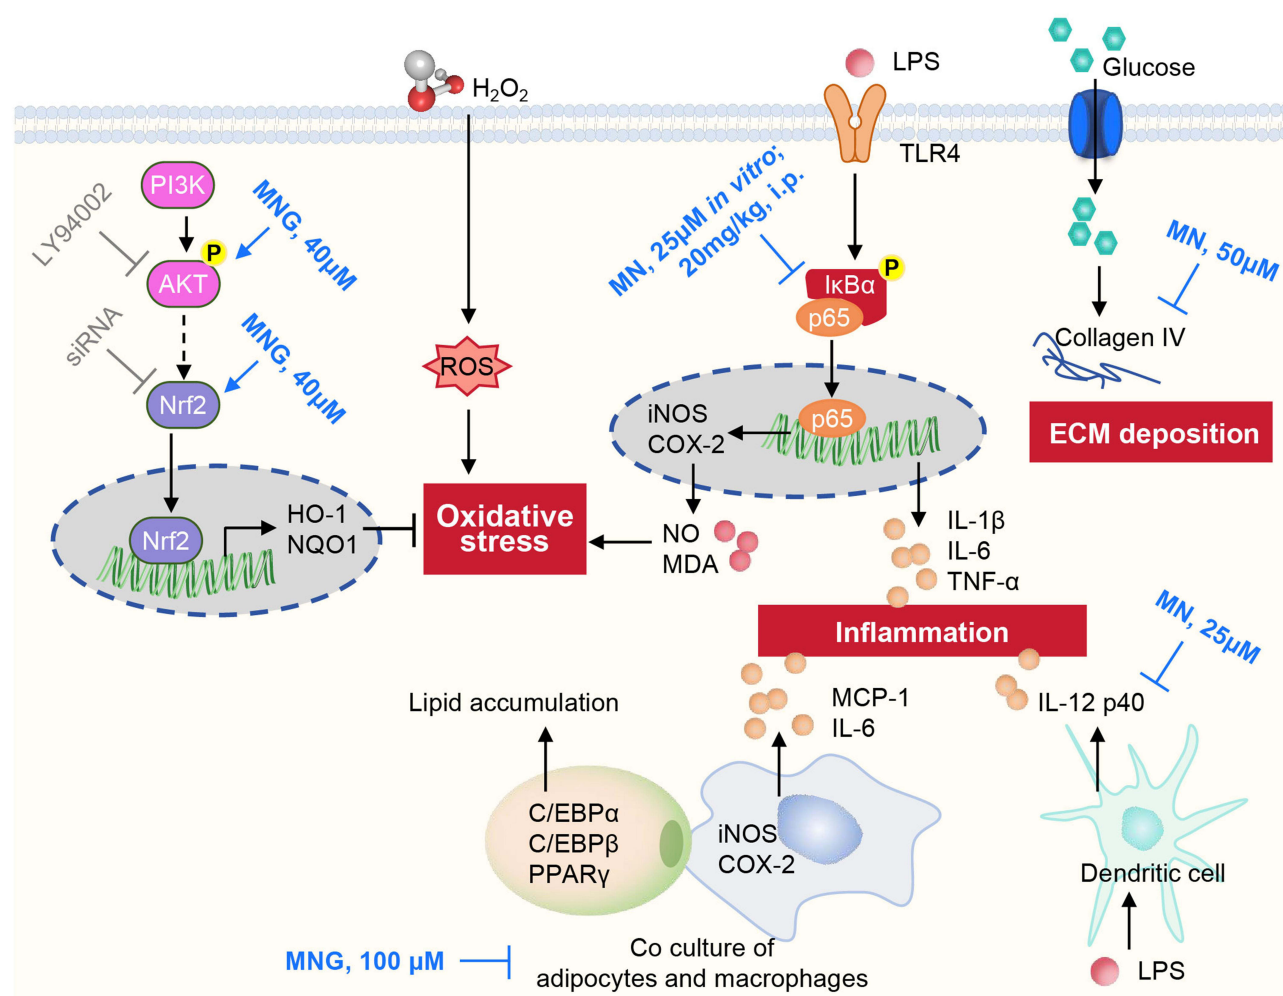 H₂O₂
LPS
Glucose
TLR4
PI3K
LY94002
MNG, 40μM
P
AKT
siRNA
MNG, 40μM
Nrf2
ROS
MN, 25μM in vitro;
20mg/kg, i.p.
P
IκBα
p65
MN, 50μM
Collagen IV
ECM deposition
iNOS
COX-2
p65
HO-1
NQO1
Nrf2
Oxidative
stress
NO
MDA
IL-1β
IL-6
TNF-α
Inflammation
MN, 25μM
Lipid accumulation
MCP-1
IL-6
IL-12 p40
C/EBPα
C/EBPβ
PPARγ
iNOS
COX-2
Dendritic cell
MNG, 100 μM
Co culture of
adipocytes and macrophages
LPS